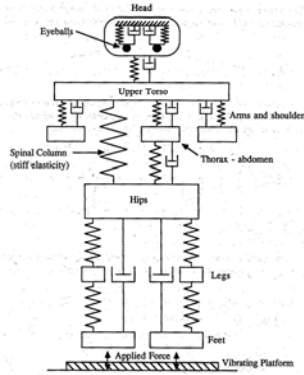 Head
Eyeballs
Upper Torso
Arms and shoulder
Spinal Column
(stiff elasticity)
Thorax - abdomen
Hips
Legs
Feet
Applied Force
Vibrating Platform